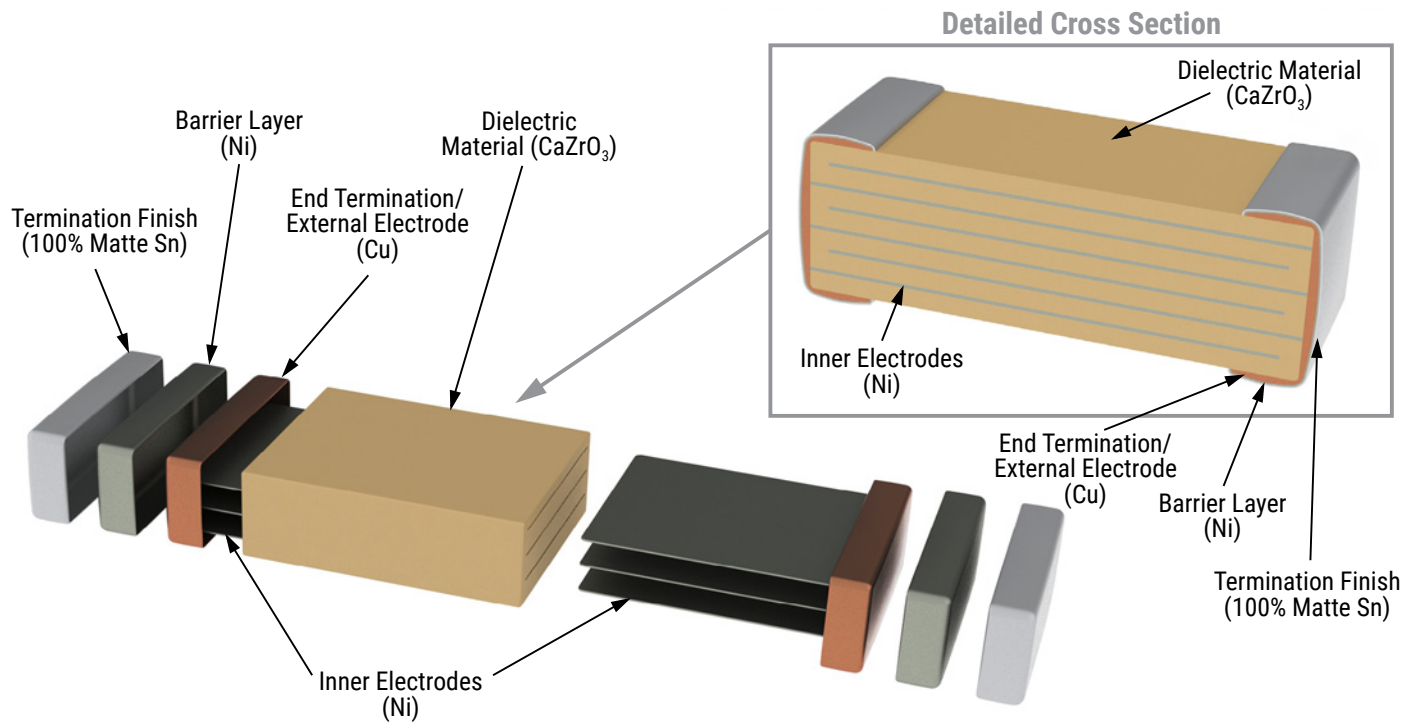 Detailed Cross Section
Dielectric Material
(CaZrO₃)
Barrier Layer
(Ni)
Dielectric
Material (CaZrO₃)
End Termination/
External Electrode
(Cu)
Termination Finish
(100% Matte Sn)
Inner Electrodes
(Ni)
End Termination/
External Electrode
(Cu)
Barrier Layer
(Ni)
Termination Finish
(100% Matte Sn)
Inner Electrodes
(Ni)